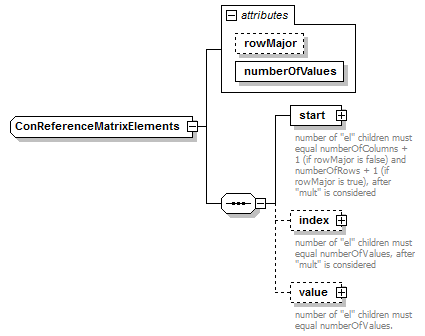 attributes
rowMajor
numberOfValues
ConReferenceMatrixElements
start
number of "el" children must
equal numberOfColumns +
1 (if rowMajor is false) and
numberOfRows + 1 (if
rowMajor is true), after
"mult" is considered
index
number of "el" children must
equal numberOfValues, after
"mult" is considered
value
number of "el" children must
equal numberOfValues.